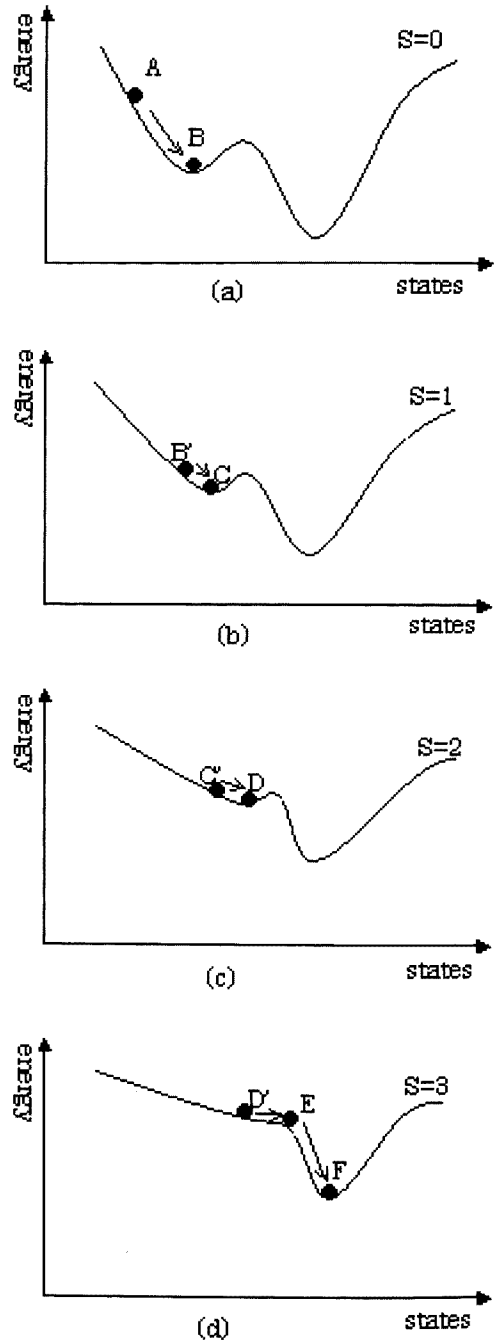 energy
S=0
A
B
states
(a)
energy
S=1
B'
C
states
(b)
energy
S=2
C'
D
states
(c)
energy
S=3
D'
E
F
states
(d)